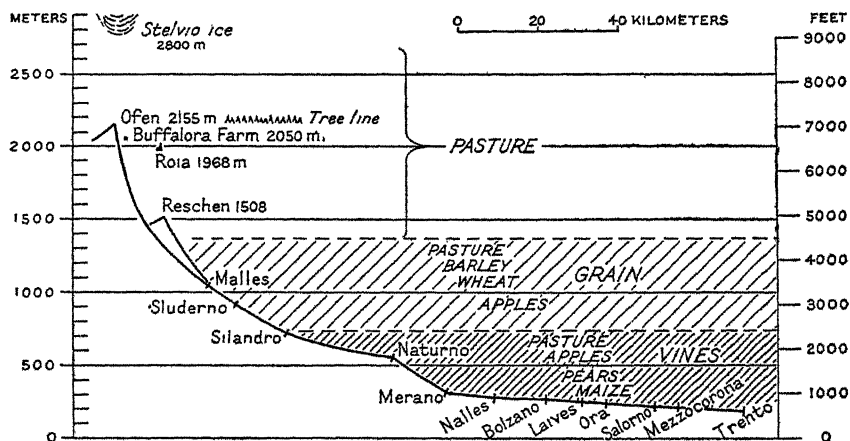 METERS
Stelvio ice
2800 m
0 20 40 KILOMETERS
FEET
9000
2500
8000
Ofen 2155 m Tree line
7000
Buffalora Farm 2050 m.
2000
PASTURE
Roia 1968 m
6000
Reschen 1508
1500
5000
PASTURE
BARLEY
WHEAT
GRAIN
4000
Malles
1000
APPLES
Sluderno
3000
Silandro
Naturno
PASTURE
APPLES
VINES
2000
500
PEARS
MAIZE
Merano
1000
Nalles
Bolzano
Laives
Ora
Salorno
Mezzocorona
Trento
0
0